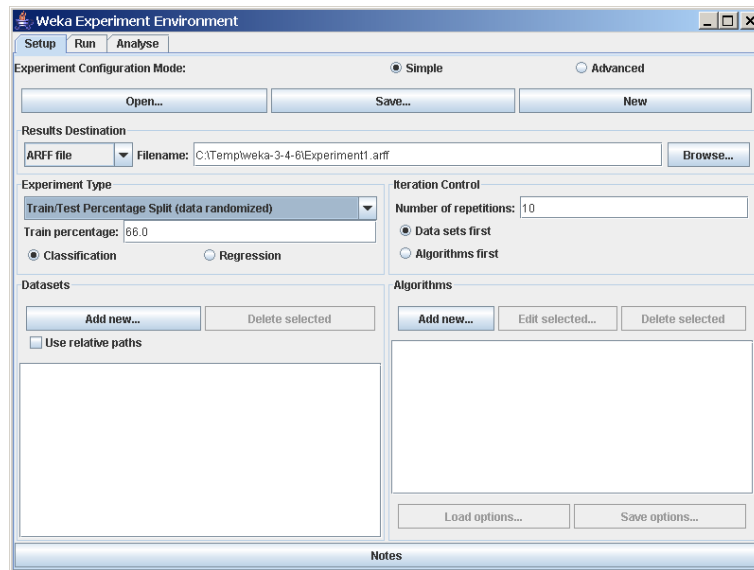 Weka Experiment Environment
Setup Run Analyse
Experiment Configuration Mode: Simple Advanced
Open... Save... New
Results Destination
ARFF file Filename: C:\Temp\weka-3-4-6\Experiment1.arff Browse...
Experiment Type
Train/Test Percentage Split (data randomized)
Train percentage: 66.0
Classification Regression
Iteration Control
Number of repetitions: 10
Data sets first
Algorithms first
Datasets
Add new... Delete selected
Use relative paths
Algorithms
Add new... Edit selected... Delete selected
Load options... Save options...
Notes